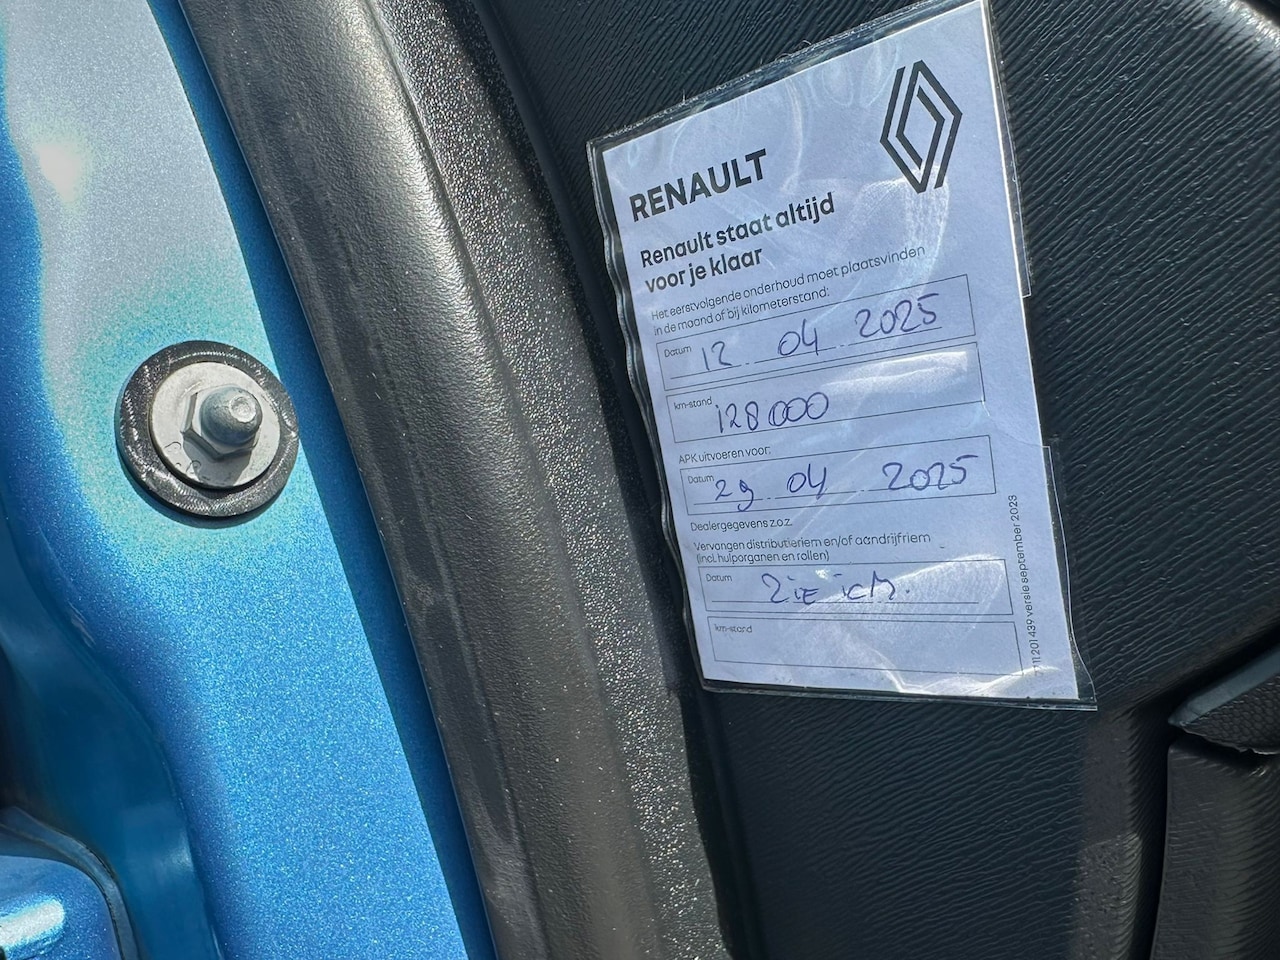 RENAULT
Renault staat altijd
voor je klaar
Het eerstvolgende onderhoud moet plaatsvinden
in de maand of bij kilometerstand:
Datum 12 04 2025
km-stand 128000
APK uitvoeren voor:
Datum 29 04 2025
Dealergegevens z.o.z.
Vervangen distributieriem en/of aandrijfriem
(incl. hulporganen en rollen)
Datum Zie
km-stand
439 versie september 2023